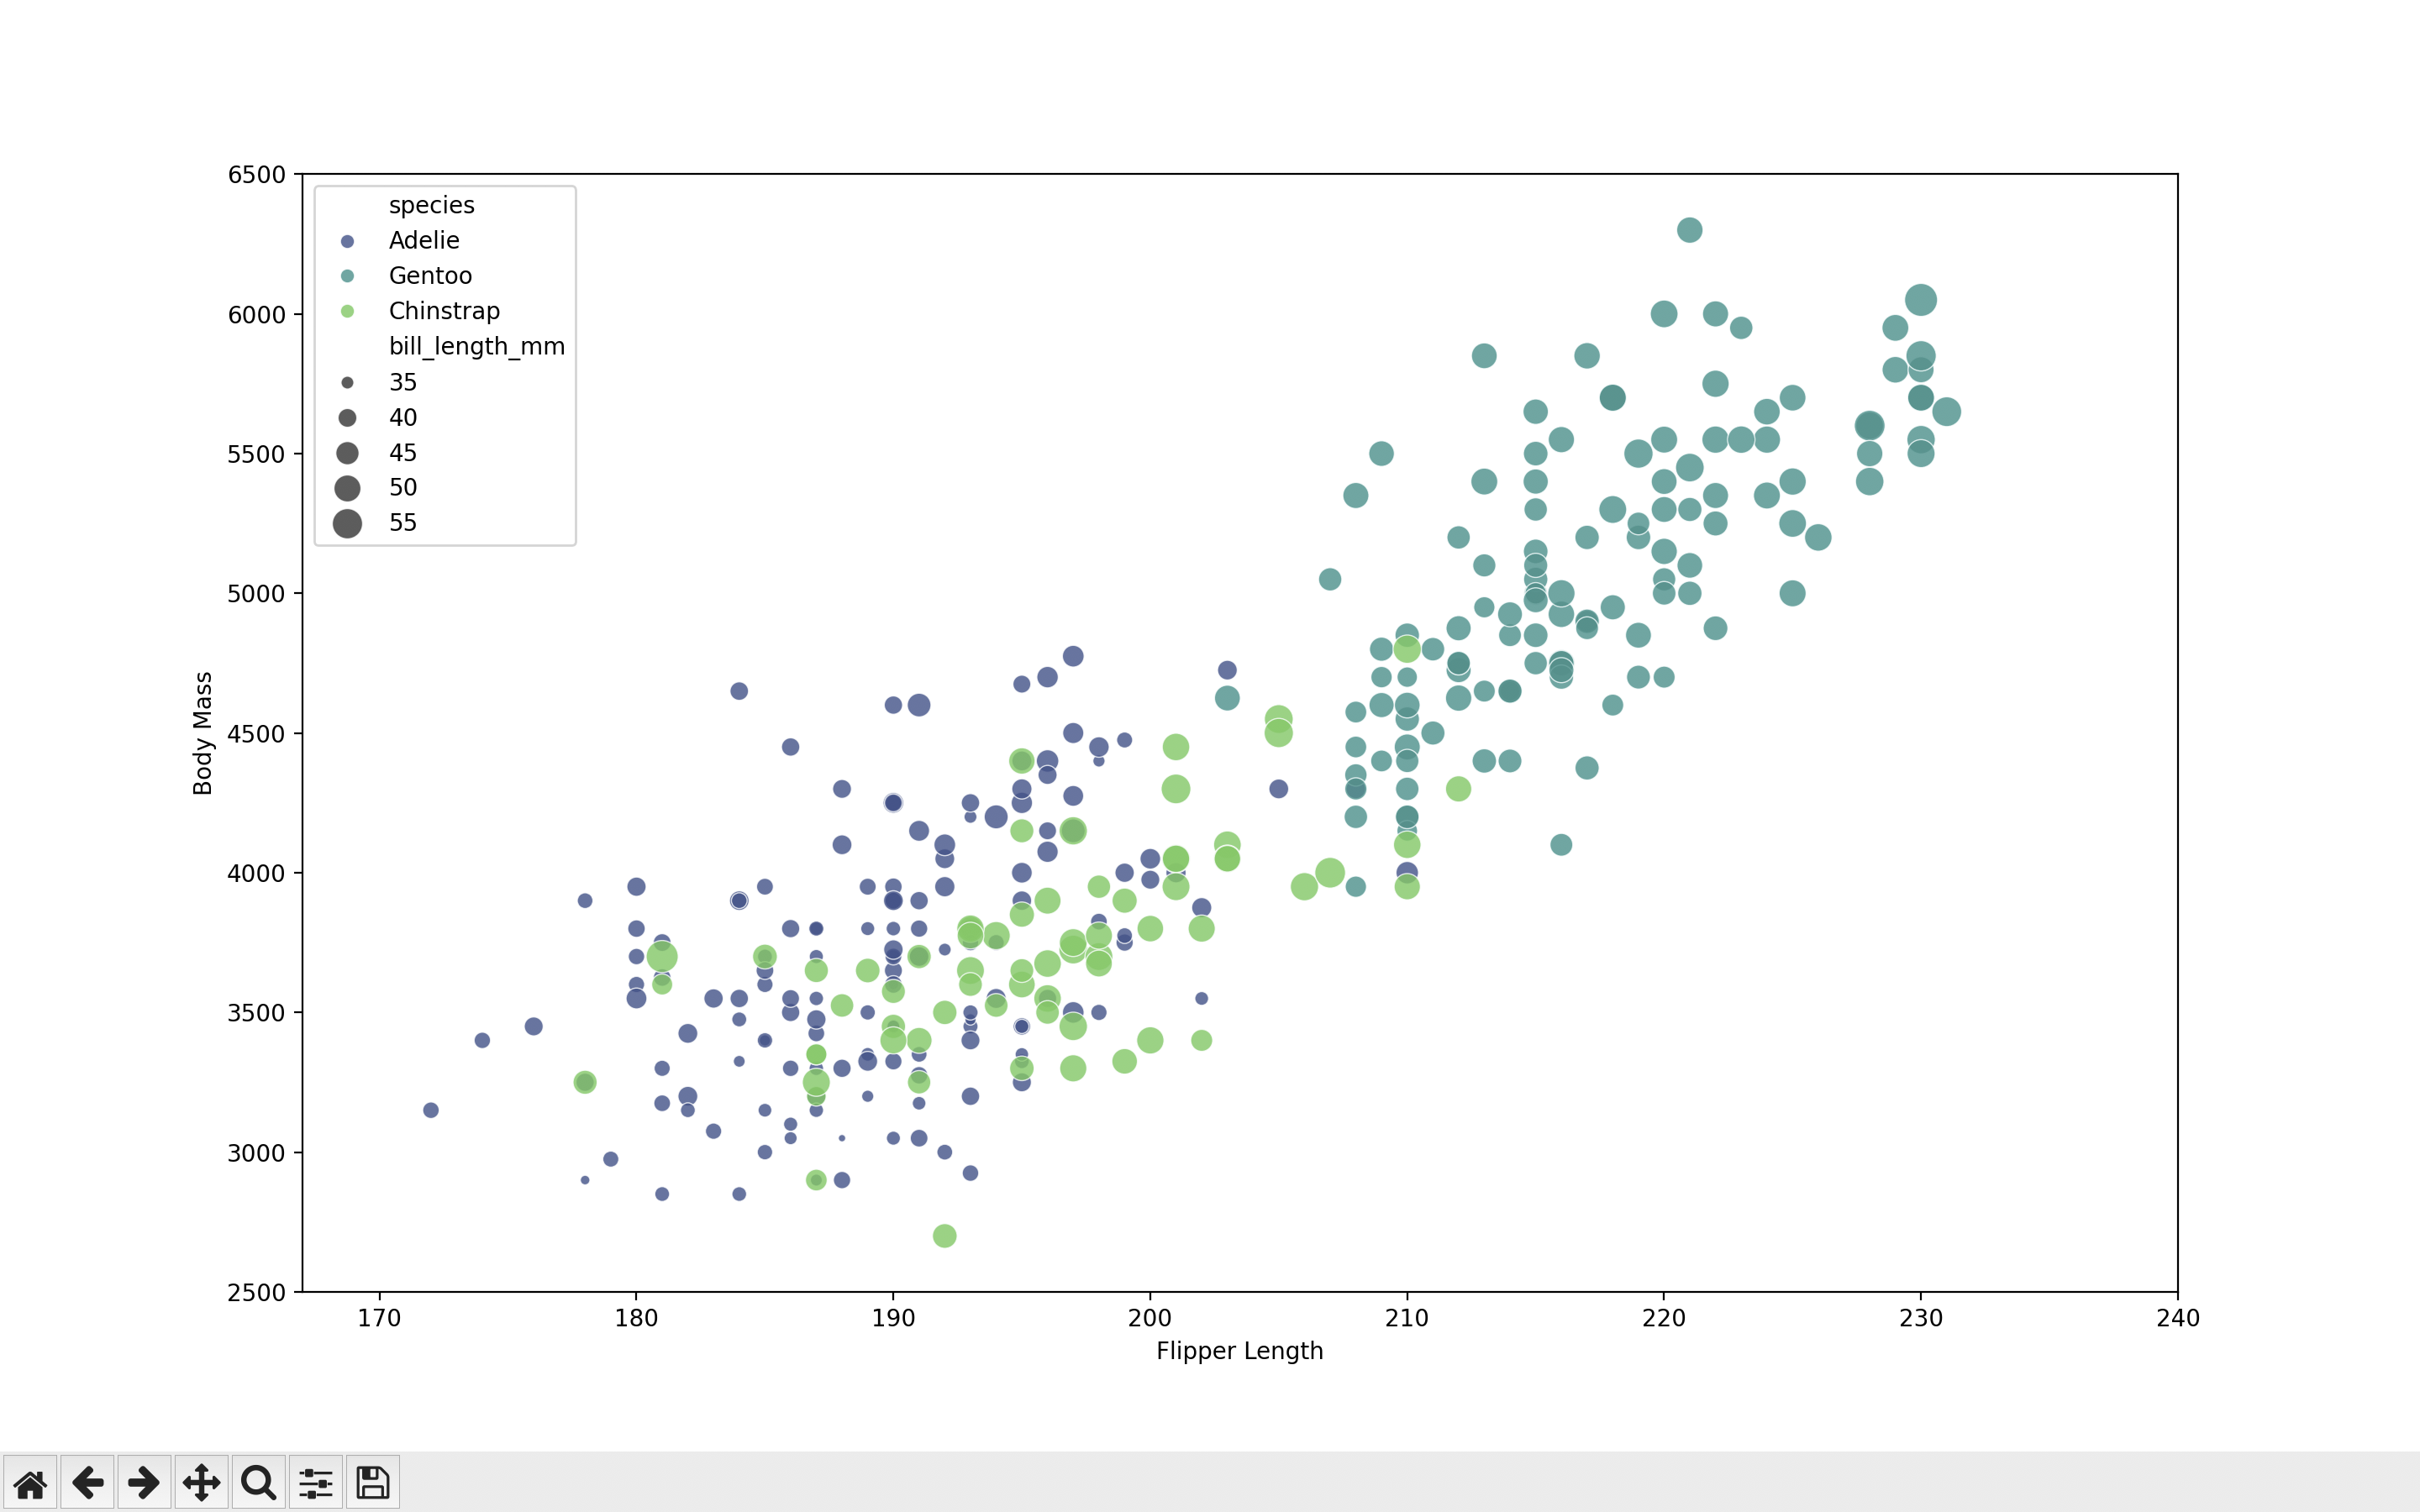 6500
6000
5500
5000
4500
4000
3500
3000
2500
Body Mass
species
Adelie
Gentoo
Chinstrap
bill_length_mm
35
40
45
50
55
170 180 190 200 210 220 230 240
Flipper Length